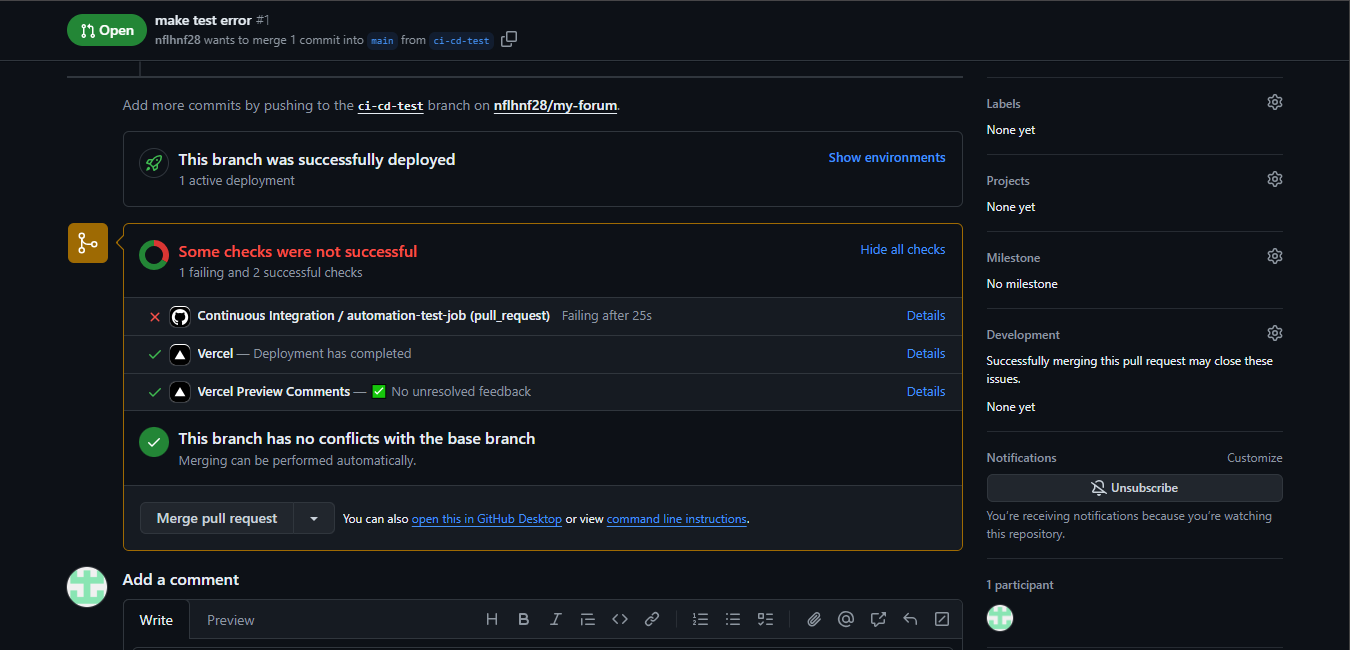 Open
make test error #1
nflhnf28 wants to merge 1 commit into main from ci-cd-test
Add more commits by pushing to the ci-cd-test branch on nflhnf28/my-forum.
This branch was successfully deployed
Show environments
1 active deployment
Some checks were not successful
Hide all checks
1 failing and 2 successful checks
Continuous Integration / automation-test-job (pull_request) Failing after 25s
Details
Vercel — Deployment has completed
Details
Vercel Preview Comments — ✅ No unresolved feedback
Details
This branch has no conflicts with the base branch
Merging can be performed automatically.
Merge pull request
You can also open this in GitHub Desktop or view command line instructions.
Add a comment
Write
Preview
Labels
None yet
Projects
None yet
Milestone
No milestone
Development
Successfully merging this pull request may close these
issues.
None yet
Notifications
Customize
Unsubscribe
You're receiving notifications because you're watching
this repository.
1 participant